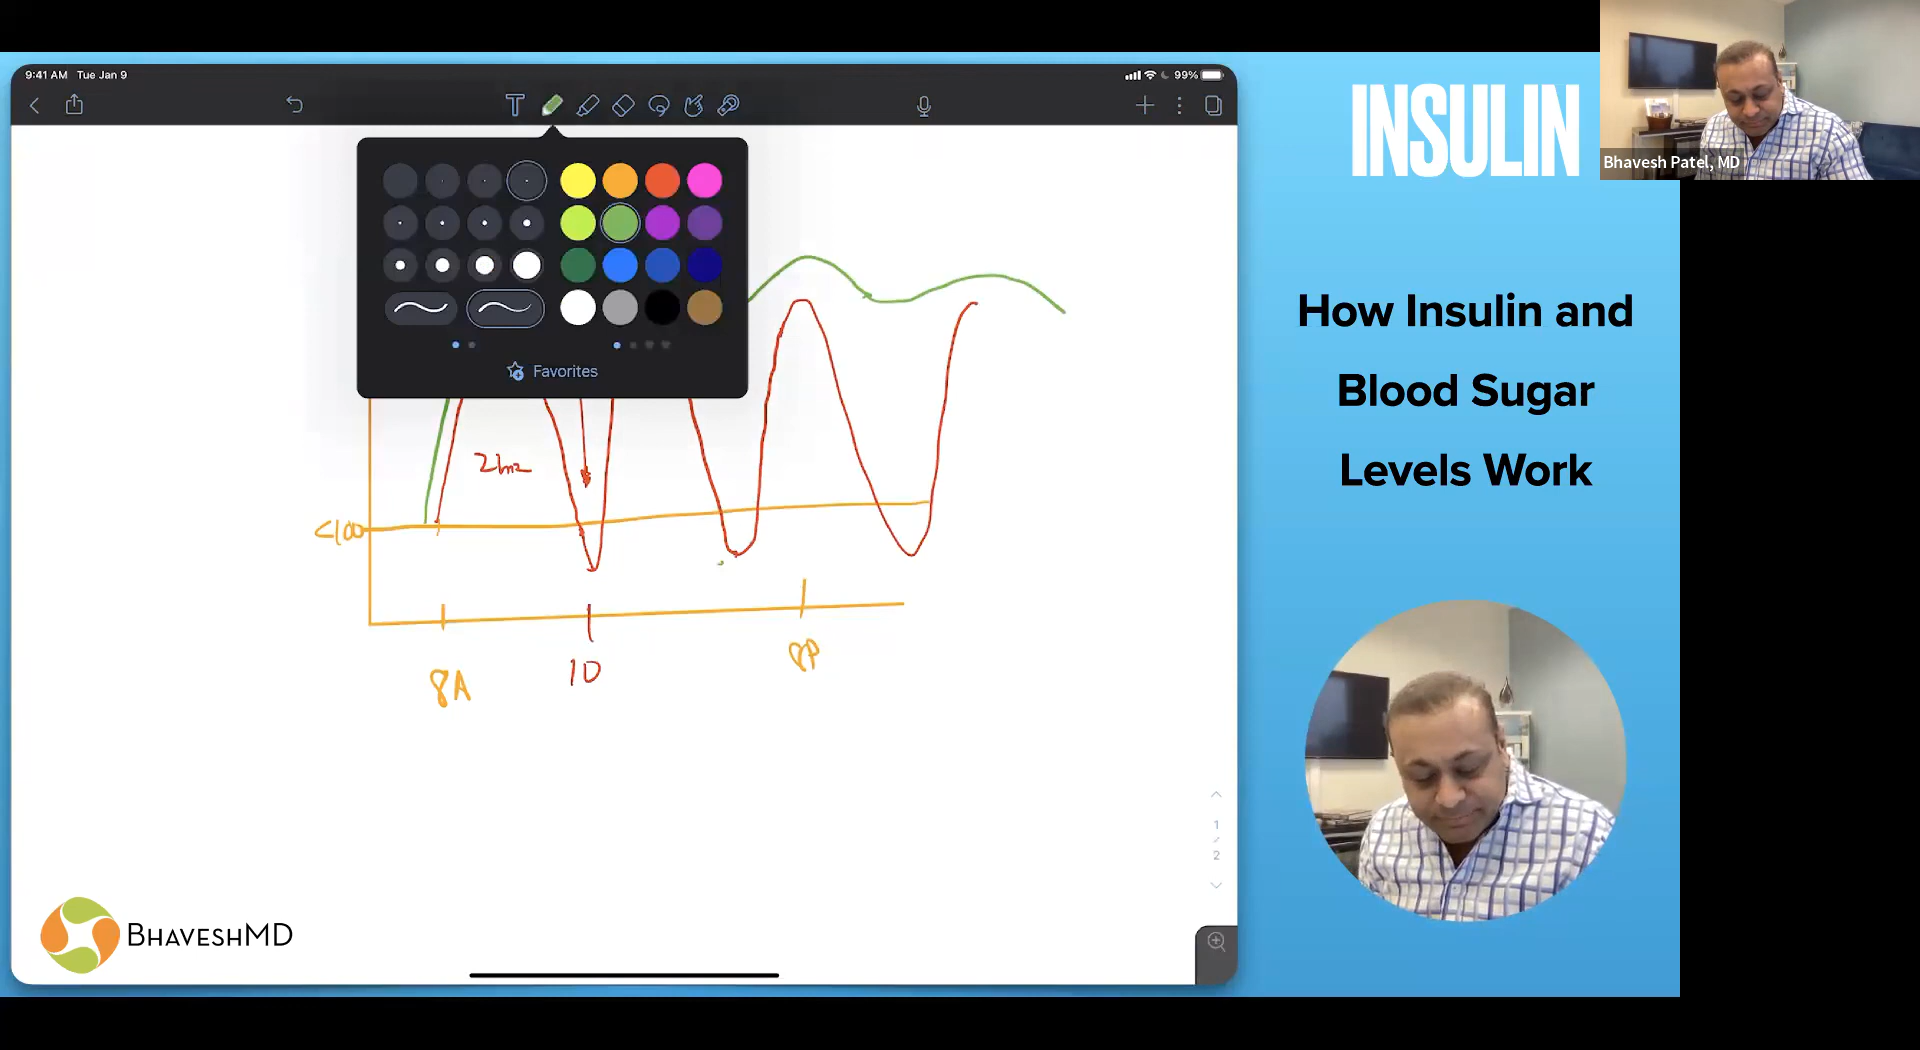 9:41 AM Tue Jan 9
99%
INSULIN
Bhavesh Patel, MD
How Insulin and
Blood Sugar
Levels Work
Favorites
<100
8A
10
8P
1
2
BHAVESHMD